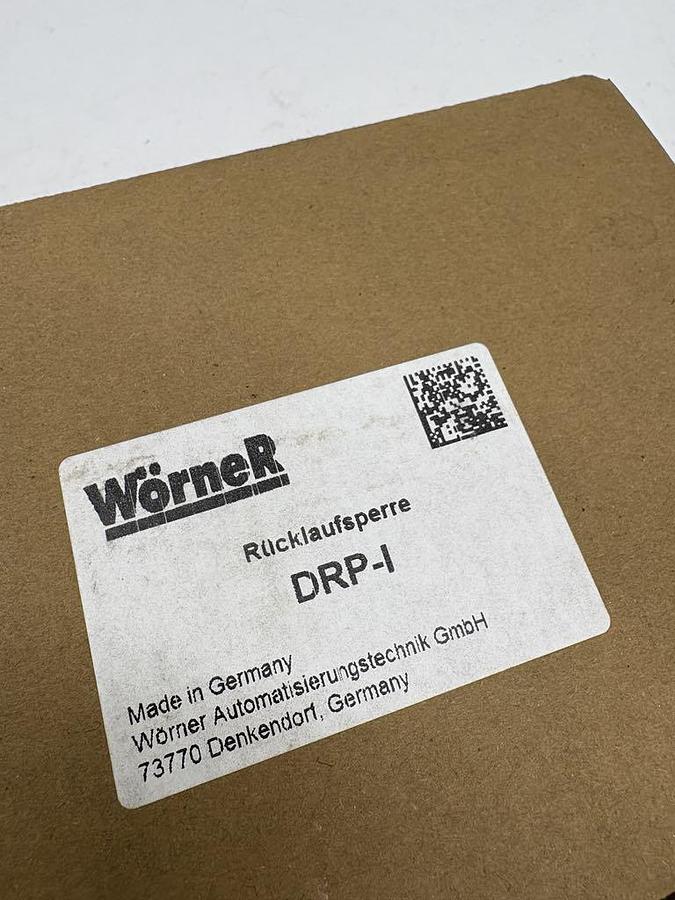 WörneR
Rücklaufsperre
DRP-I
Made in Germany
Wörner Automatisierungstechnik GmbH
73770 Denkendorf, Germany